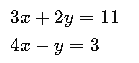 3x + 2y = 11
4x − y = 3